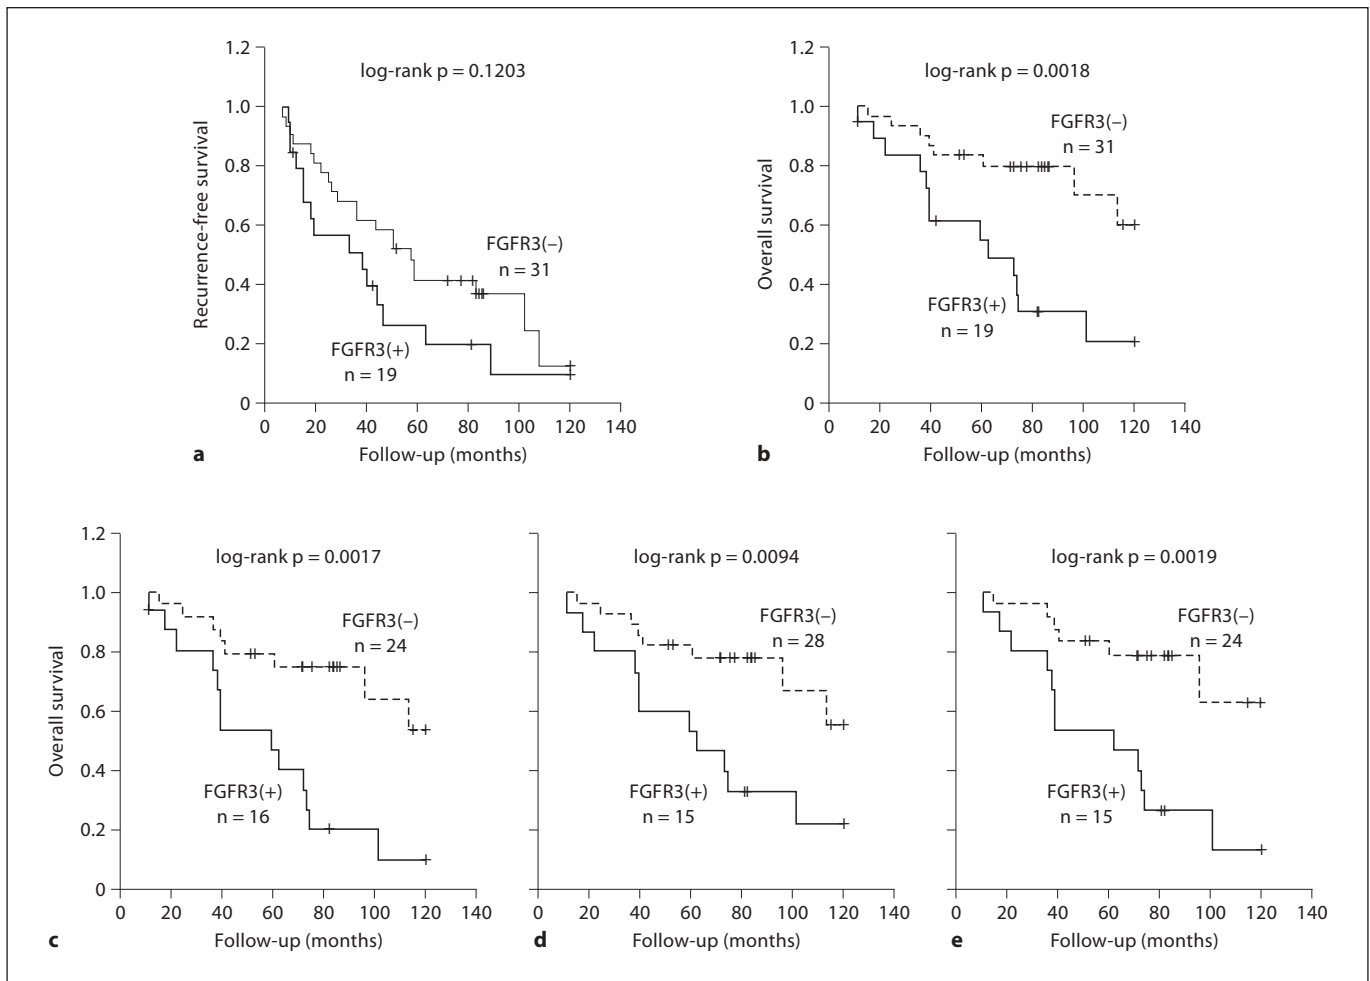 1.2
1.0
0.8
0.6
0.4
0.2
0
Recurrence-free survival
log-rank p = 0.1203
FGFR3(–)
n = 31
FGFR3(+)
n = 19
0 20 40 60 80 100 120 140
Follow-up (months)
a
1.2
1.0
0.8
0.6
0.4
0.2
0
Overall survival
log-rank p = 0.0018
FGFR3(–)
n = 31
FGFR3(+)
n = 19
0 20 40 60 80 100 120 140
Follow-up (months)
b
1.2
1.0
0.8
0.6
0.4
0.2
0
Overall survival
log-rank p = 0.0017
FGFR3(–)
n = 24
FGFR3(+)
n = 16
0 20 40 60 80 100 120 140
Follow-up (months)
c
log-rank p = 0.0094
FGFR3(–)
n = 28
FGFR3(+)
n = 15
0 20 40 60 80 100 120 140
Follow-up (months)
d
log-rank p = 0.0019
FGFR3(–)
n = 24
FGFR3(+)
n = 15
0 20 40 60 80 100 120 140
Follow-up (months)
e